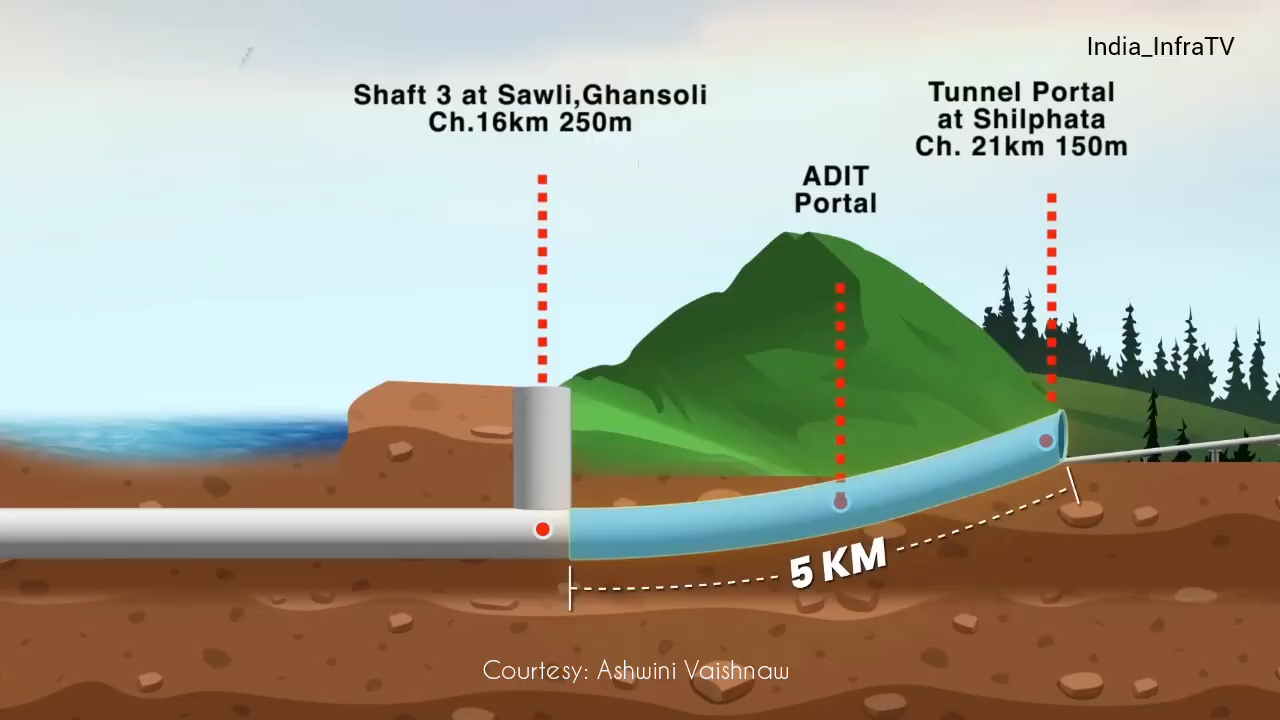 India_InfraTV
Shaft 3 at Sawli,Ghansoli
Ch.16km 250m
Tunnel Portal
at Shilphata
Ch. 21km 150m
ADIT
Portal
5 KM
Courtesy: Ashwini Vaishnaw